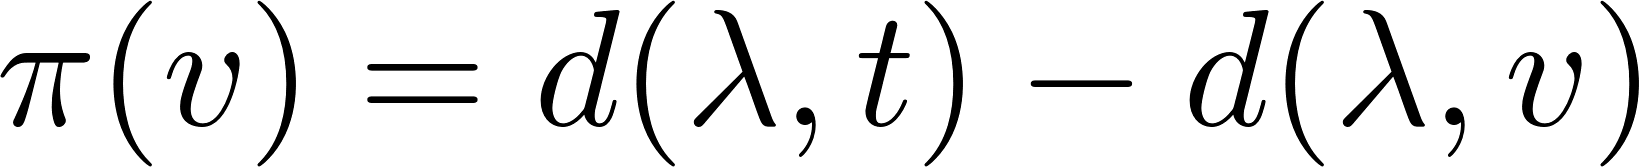 π(v) = d(λ, t) − d(λ, v)